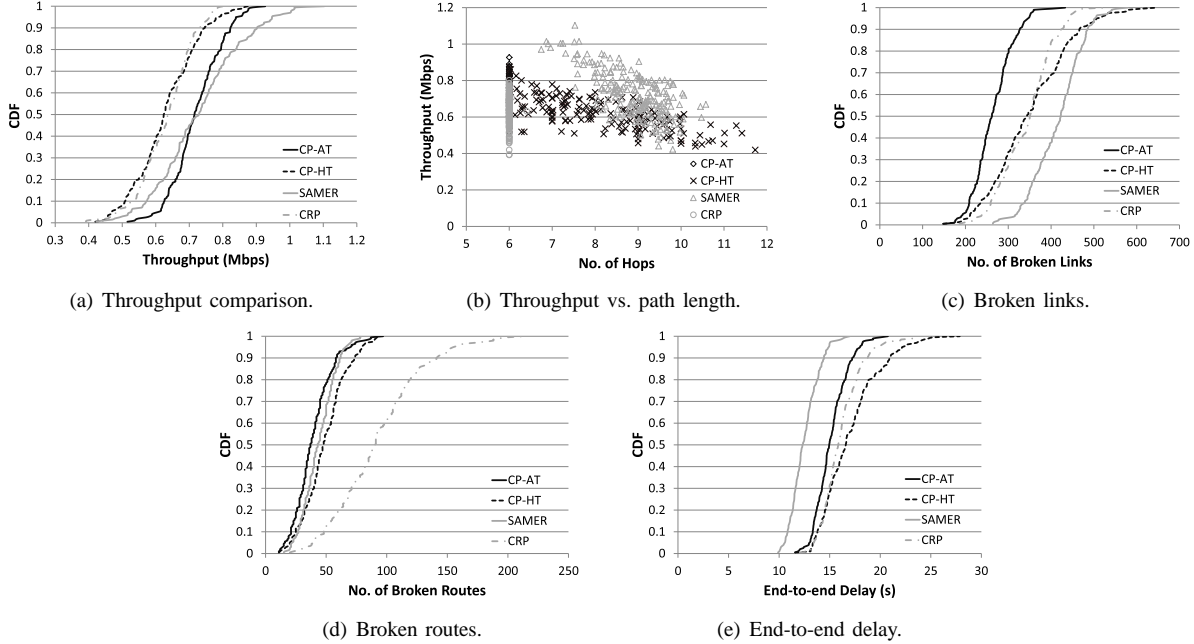 1
0.9
0.8
0.7
0.6
0.5
0.4
0.3
0.2
0.1
0
CDF
CP-AT
CP-HT
SAMER
CRP
0.3 0.4 0.5 0.6 0.7 0.8 0.9 1 1.1 1.2
Throughput (Mbps)
(a) Throughput comparison.
1.2
1
0.8
0.6
0.4
0.2
0
Throughput (Mbps)
CP-AT
CP-HT
SAMER
CRP
5 6 7 8 9 10 11 12
No. of Hops
(b) Throughput vs. path length.
1
0.9
0.8
0.7
0.6
0.5
0.4
0.3
0.2
0.1
0
CDF
CP-AT
CP-HT
SAMER
CRP
0 100 200 300 400 500 600 700
No. of Broken Links
(c) Broken links.
1
0.9
0.8
0.7
0.6
0.5
0.4
0.3
0.2
0.1
0
CDF
CP-AT
CP-HT
SAMER
CRP
0 50 100 150 200 250
No. of Broken Routes
(d) Broken routes.
1
0.9
0.8
0.7
0.6
0.5
0.4
0.3
0.2
0.1
0
CDF
CP-AT
CP-HT
SAMER
CRP
0 5 10 15 20 25 30
End-to-end Delay (s)
(e) End-to-end delay.